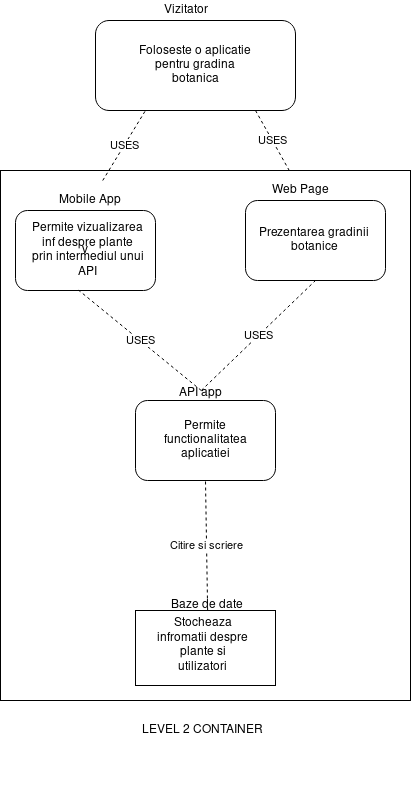 Vizitator
Foloseste o aplicatie
pentru gradina
botanica
USES
USES
Mobile App
Web Page
Permite vizualizarea
inf despre plante
prin intermediul unui
API
Prezentarea gradinii
botanice
USES
USES
API app
Permite
functionalitatea
aplicatiei
Citire si scriere
Baze de date
Stocheaza
infromatii despre
plante si
utilizatori
LEVEL 2 CONTAINER